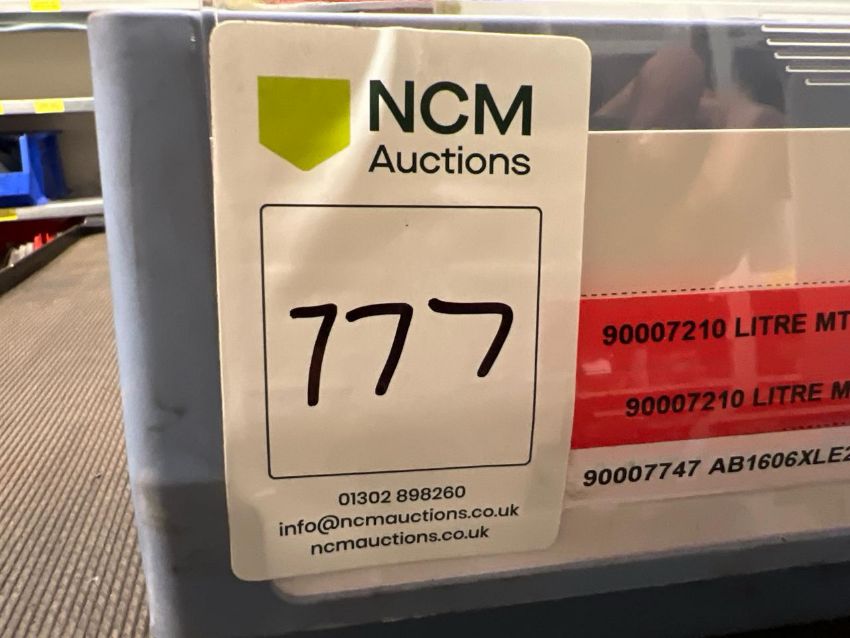 NCM
Auctions
777
01302 898260
info@ncmauctions.co.uk
ncmauctions.co.uk
90007210 LITRE MT
90007210 LITRE M
90007747 AB1606XLE2